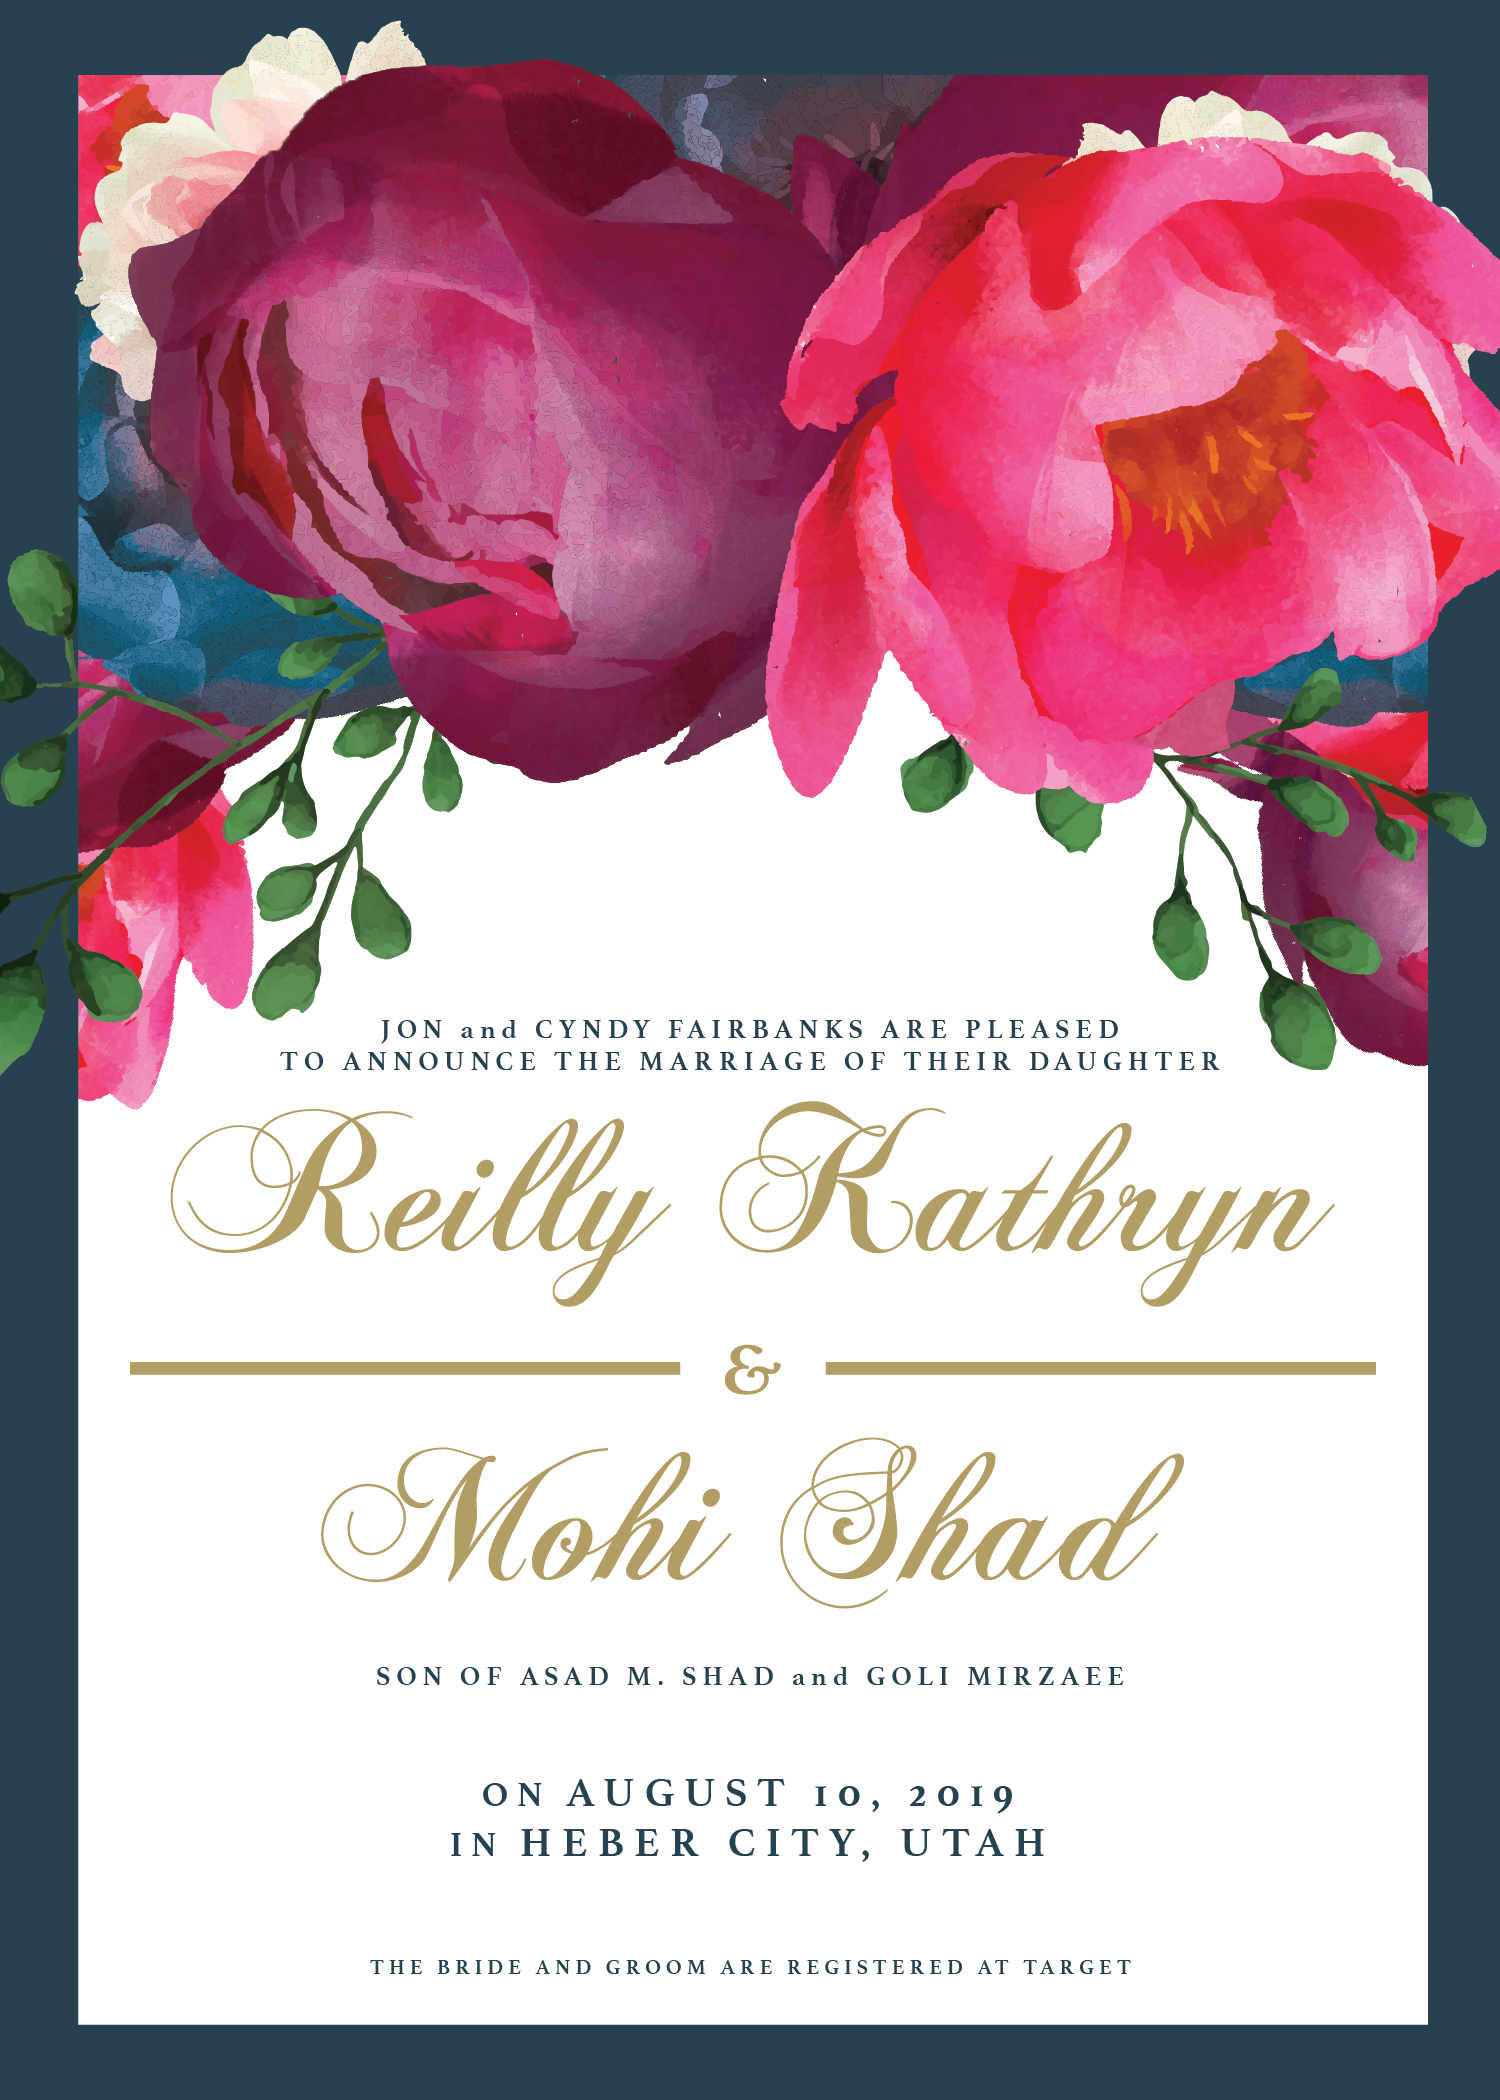 JON and CYNDY FAIRBANKS ARE PLEASED
TO ANNOUNCE THE MARRIAGE OF THEIR DAUGHTER
Reilly Kathryn
&
Mohi Shad
SON OF ASAD M. SHAD and GOLI MIRZAEE
ON AUGUST 10, 2019
IN HEBER CITY, UTAH
THE BRIDE AND GROOM ARE REGISTERED AT TARGET